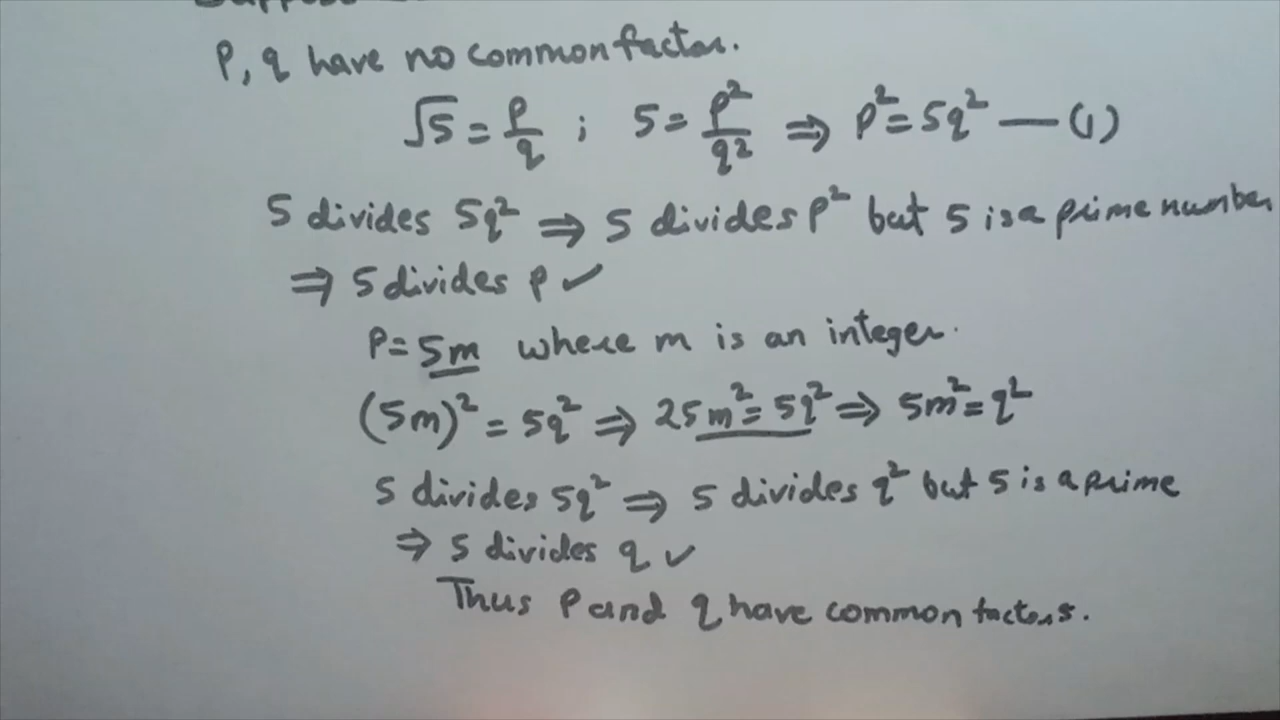 P, q have no common factor.
√5 = p/q ; 5 = p²/q² ⇒ p² = 5q² — (1)
5 divides 5q² ⇒ 5 divides p² but 5 is a prime number
⇒ 5 divides p ✓
P = 5m where m is an integer.
(5m)² = 5q² ⇒ 25m² = 5q² ⇒ 5m² = q²
5 divides 5q² ⇒ 5 divides q² but 5 is a prime
⇒ 5 divides q ✓
Thus p and q have common factors.